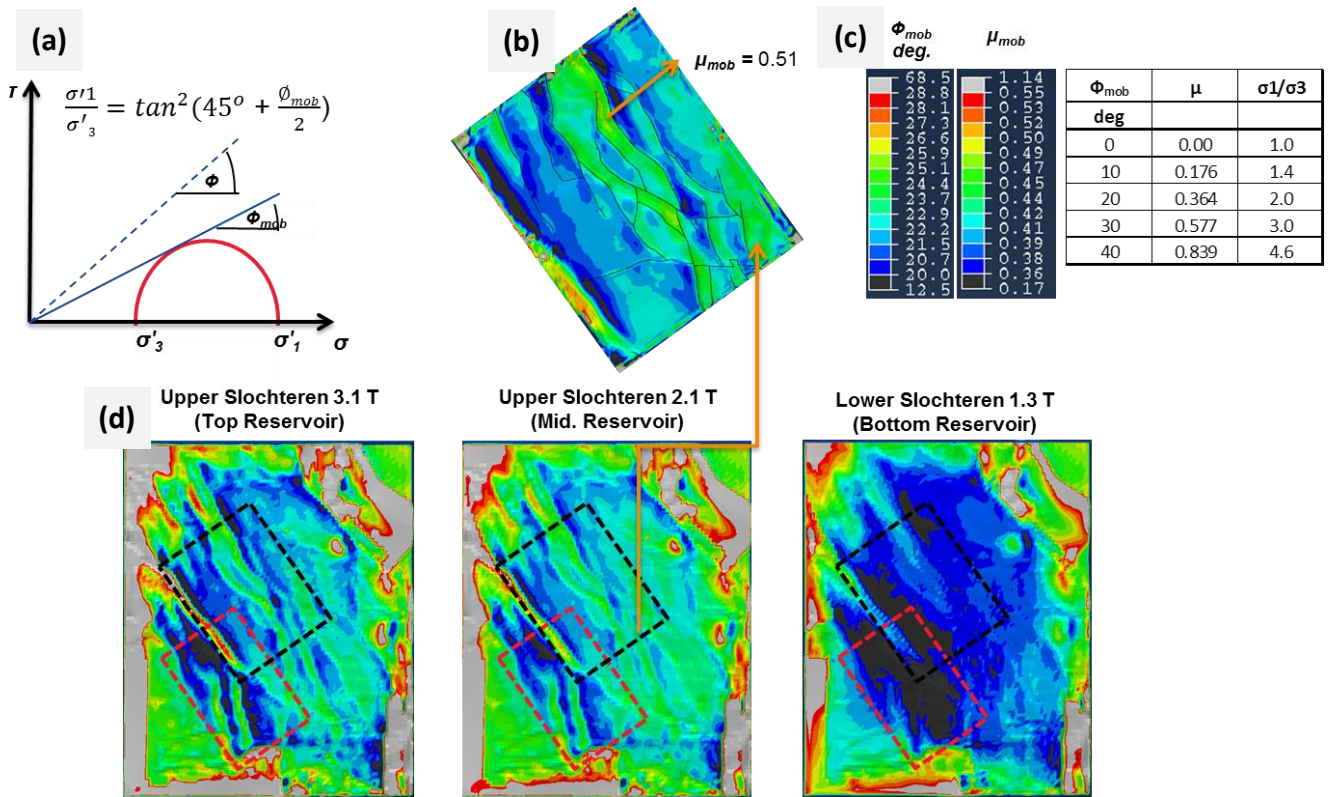 (a)
τ
σ′1 / σ′₃ = tan²(45° + ∅mob / 2)
Φ
Φmob
σ'3
σ'1
σ
(b)
μmob = 0.51
(c)
Φmob
deg.
μmob
68.5
28.8
28.1
27.3
26.6
25.9
25.1
24.4
23.7
22.9
22.2
21.5
20.7
20.0
12.5
1.14
0.55
0.53
0.52
0.50
0.49
0.47
0.45
0.44
0.42
0.41
0.39
0.38
0.36
0.17
Φmob μ σ1/σ3
deg
0 0.00 1.0
10 0.176 1.4
20 0.364 2.0
30 0.577 3.0
40 0.839 4.6
(d)
Upper Slochteren 3.1 T
(Top Reservoir)
Upper Slochteren 2.1 T
(Mid. Reservoir)
Lower Slochteren 1.3 T
(Bottom Reservoir)